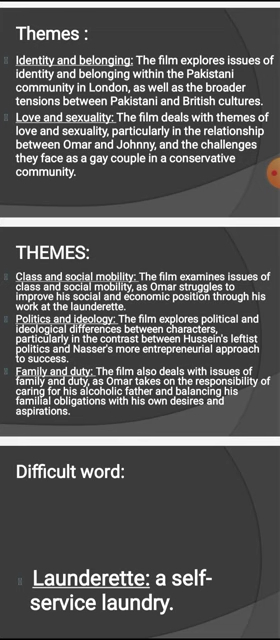 Themes :
Identity and belonging: The film explores issues of
identity and belonging within the Pakistani
community in London, as well as the broader
tensions between Pakistani and British cultures.
Love and sexuality: The film deals with themes of
love and sexuality, particularly in the relationship
between Omar and Johnny, and the challenges
they face as a gay couple in a conservative
community.
THEMES:
Class and social mobility: The film examines issues of
class and social mobility, as Omar struggles to
improve his social and economic position through his
work at the launderette.
Politics and ideology: The film explores political and
ideological differences between characters,
particularly in the contrast between Hussein's leftist
politics and Nasser's more entrepreneurial approach
to success.
Family and duty: The film also deals with issues of
family and duty, as Omar takes on the responsibility of
caring for his alcoholic father and balancing his
familial obligations with his own desires and
aspirations.
Difficult word:
Launderette: a self-
service laundry.